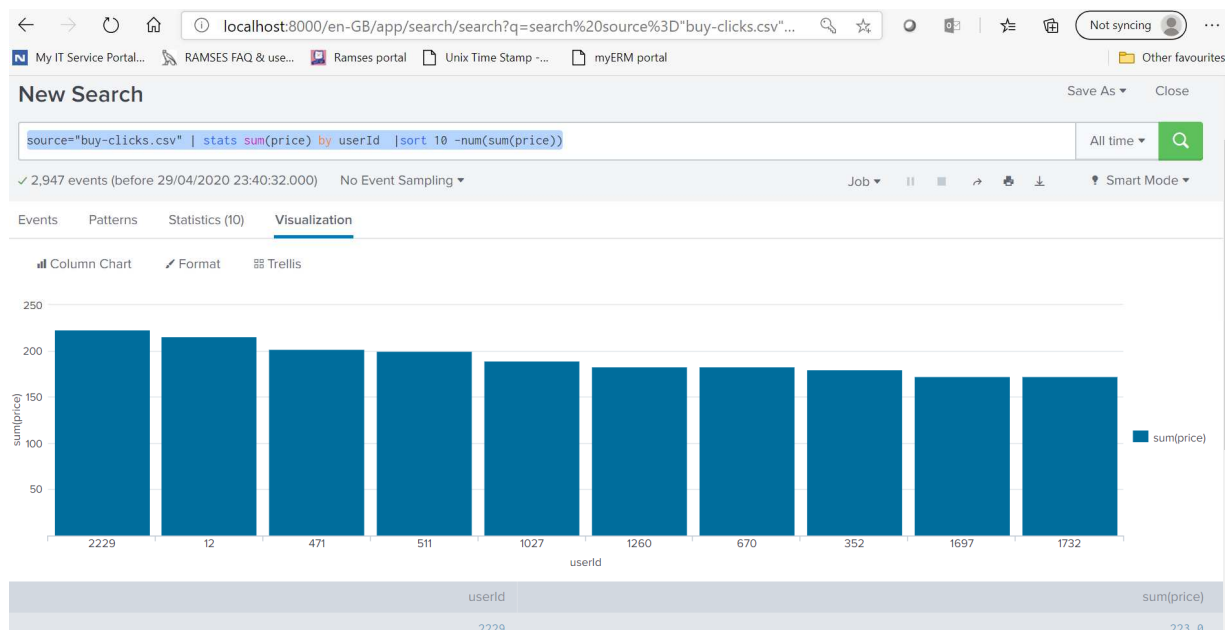 localhost:8000/en-GB/app/search/search?q=search%20source%3D"buy-clicks.csv"...
Not syncing
My IT Service Portal...
RAMSES FAQ & use...
Ramses portal
Unix Time Stamp -...
myERM portal
Other favourites
New Search
Save As
Close
source="buy-clicks.csv" | stats sum(price) by userId |sort 10 -num(sum(price))
All time
2,947 events (before 29/04/2020 23:40:32.000)
No Event Sampling
Job
Smart Mode
Events
Patterns
Statistics (10)
Visualization
Column Chart
Format
Trellis
250
200
150
100
50
sum(price)
2229
12
471
511
1027
1260
670
352
1697
1732
userId
sum(price)
userId
sum(price)
2229
223.0